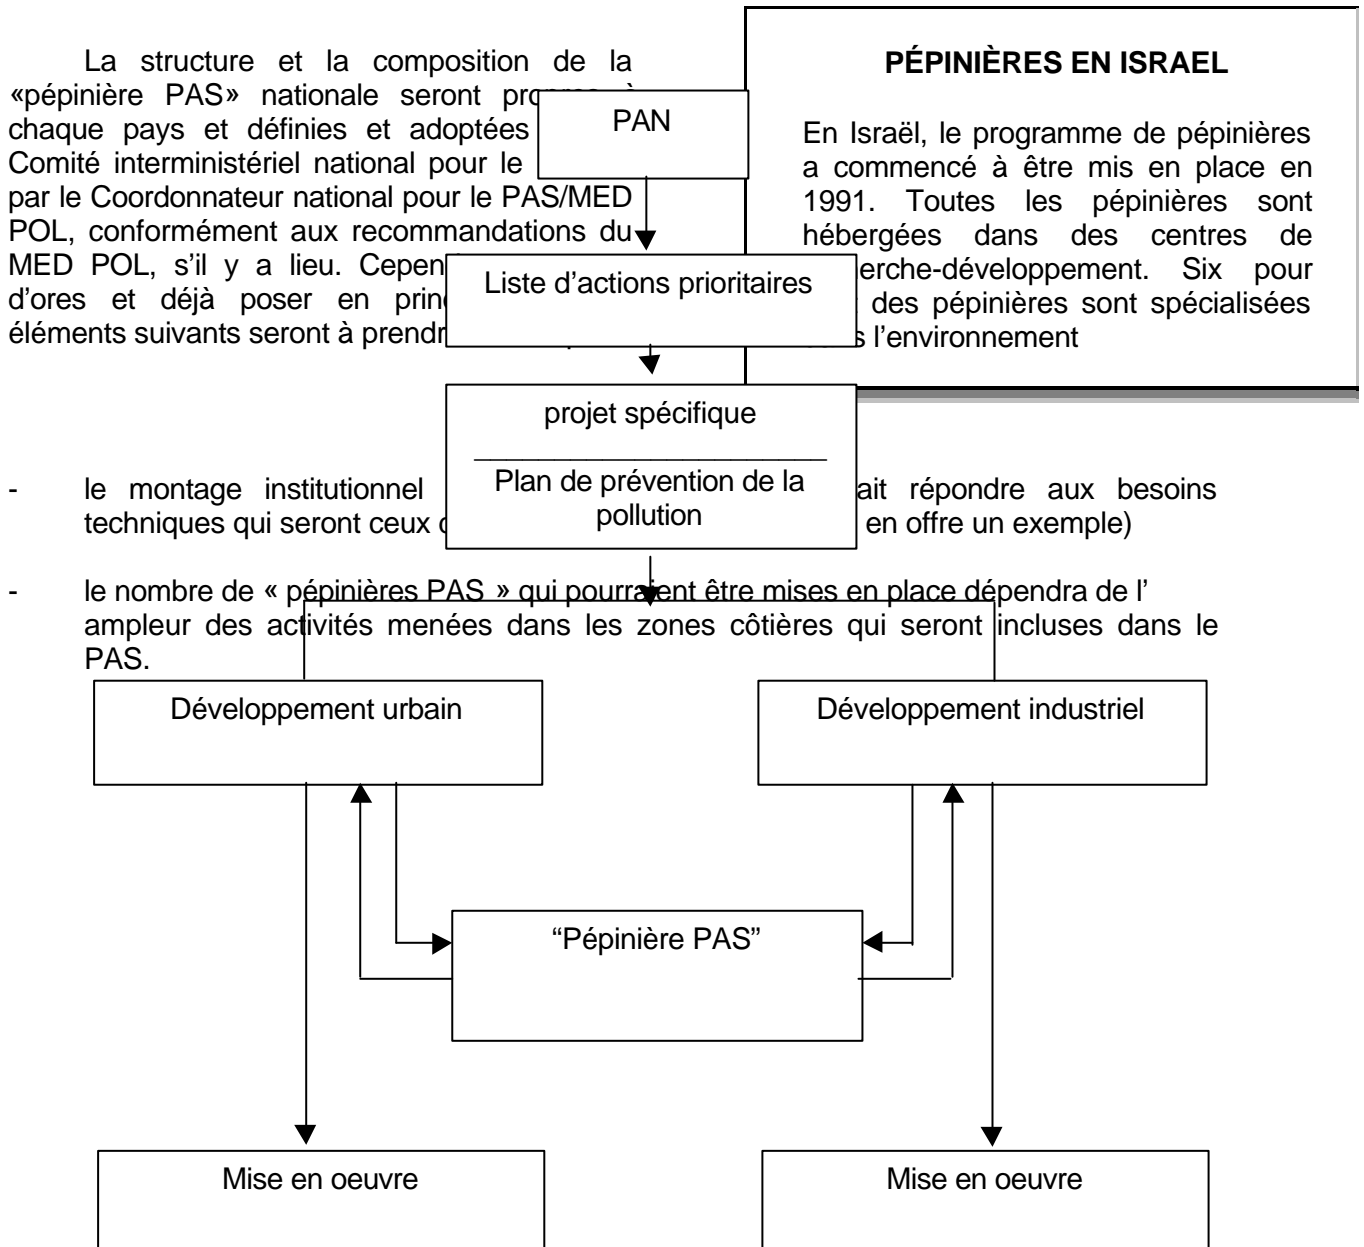 La structure et la composition de la
«pépinière PAS» nationale seront
chaque pays et définies et adoptées
Comité interministériel national pour le
par le Coordonnateur national pour le PAS/MED
POL, conformément aux recommandations du
MED POL, s'il y a lieu.
d'ores et déjà poser en
éléments suivants seront à
PÉPINIÈRES EN ISRAEL
En Israël, le programme de pépinières
a commencé à être mis en place en
1991. Toutes les pépinières sont
hébergées dans des centres de
Six pour
des pépinières sont spécialisées
l'environnement
PAN
Liste d'actions prioritaires
projet spécifique
Plan de prévention de la
pollution
- le montage institutionnel répondre aux besoins
techniques qui seront ceux en offre un exemple)
- le nombre de « pépinières PAS » qui pourraient être mises en place dépendra de l'
ampleur des activités menées dans les zones côtières qui seront incluses dans le
PAS.
Développement urbain
Développement industriel
“Pépinière PAS”
Mise en oeuvre
Mise en oeuvre